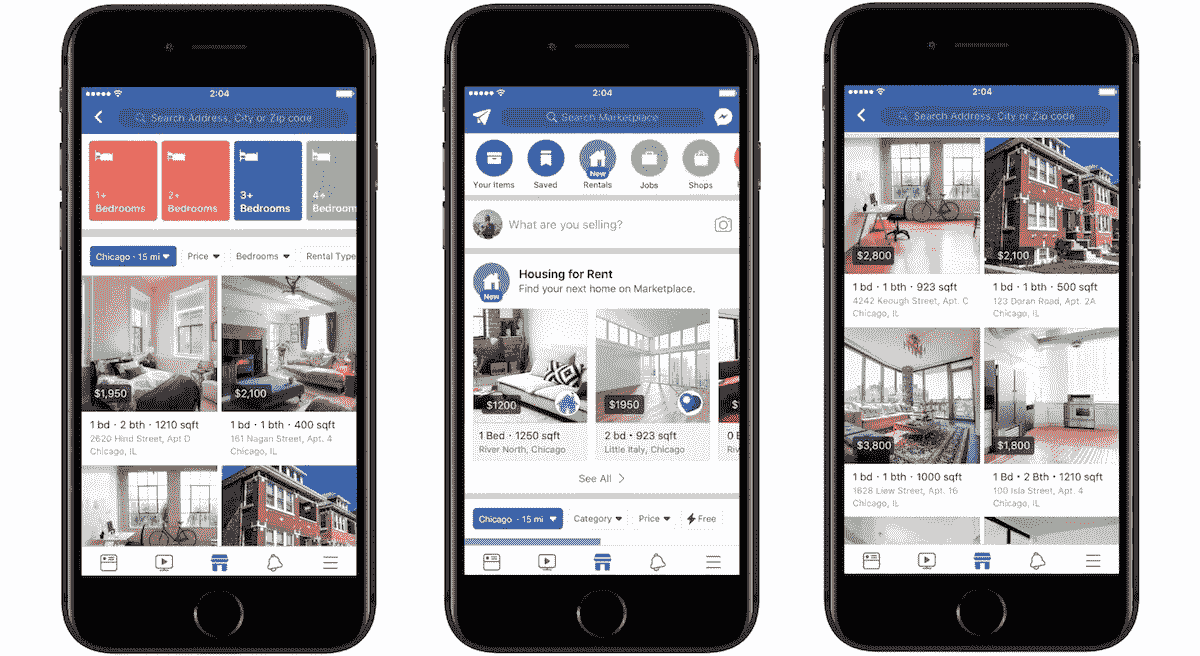 2:04
Search Address, City or Zip code
1+
Bedrooms
2+
Bedrooms
3+
Bedrooms
4+
Bedroom
Chicago · 15 mi
Price
Bedrooms
Rental Type
$1,950
$2,100
1 bd · 2 bth · 1210 sqft
2620 Hind Street, Apt D
Chicago, IL
1 bd · 1 bth · 400 sqft
161 Nagan Street, Apt. 4
Chicago, IL
2:04
Search Marketplace
Your Items
Saved
New
Rentals
Jobs
Shops
What are you selling?
New
Housing for Rent
Find your next home on Marketplace.
$1200
$1950
1 Bed · 1250 sqft
River North, Chicago
2 bd · 923 sqft
Little Italy, Chicago
0 B
Riv
See All
Chicago · 15 mi
Category
Price
Free
2:04
Search Address, City or Zip code
$2,800
$2,100
1 bd · 1 bth · 923 sqft
4242 Keough Street, Apt. C
Chicago, IL
1 bd · 1 bth · 500 sqft
123 Doran Road, Apt. 2A
Chicago, IL
$3,800
$1,800
1 bd · 1 bth · 1000 sqft
1628 Liew Street, Apt. 16
Chicago, IL
1 Bd · 2 Bth · 1210 sqft
100 Isla Street, Apt. 4
Chicago, IL